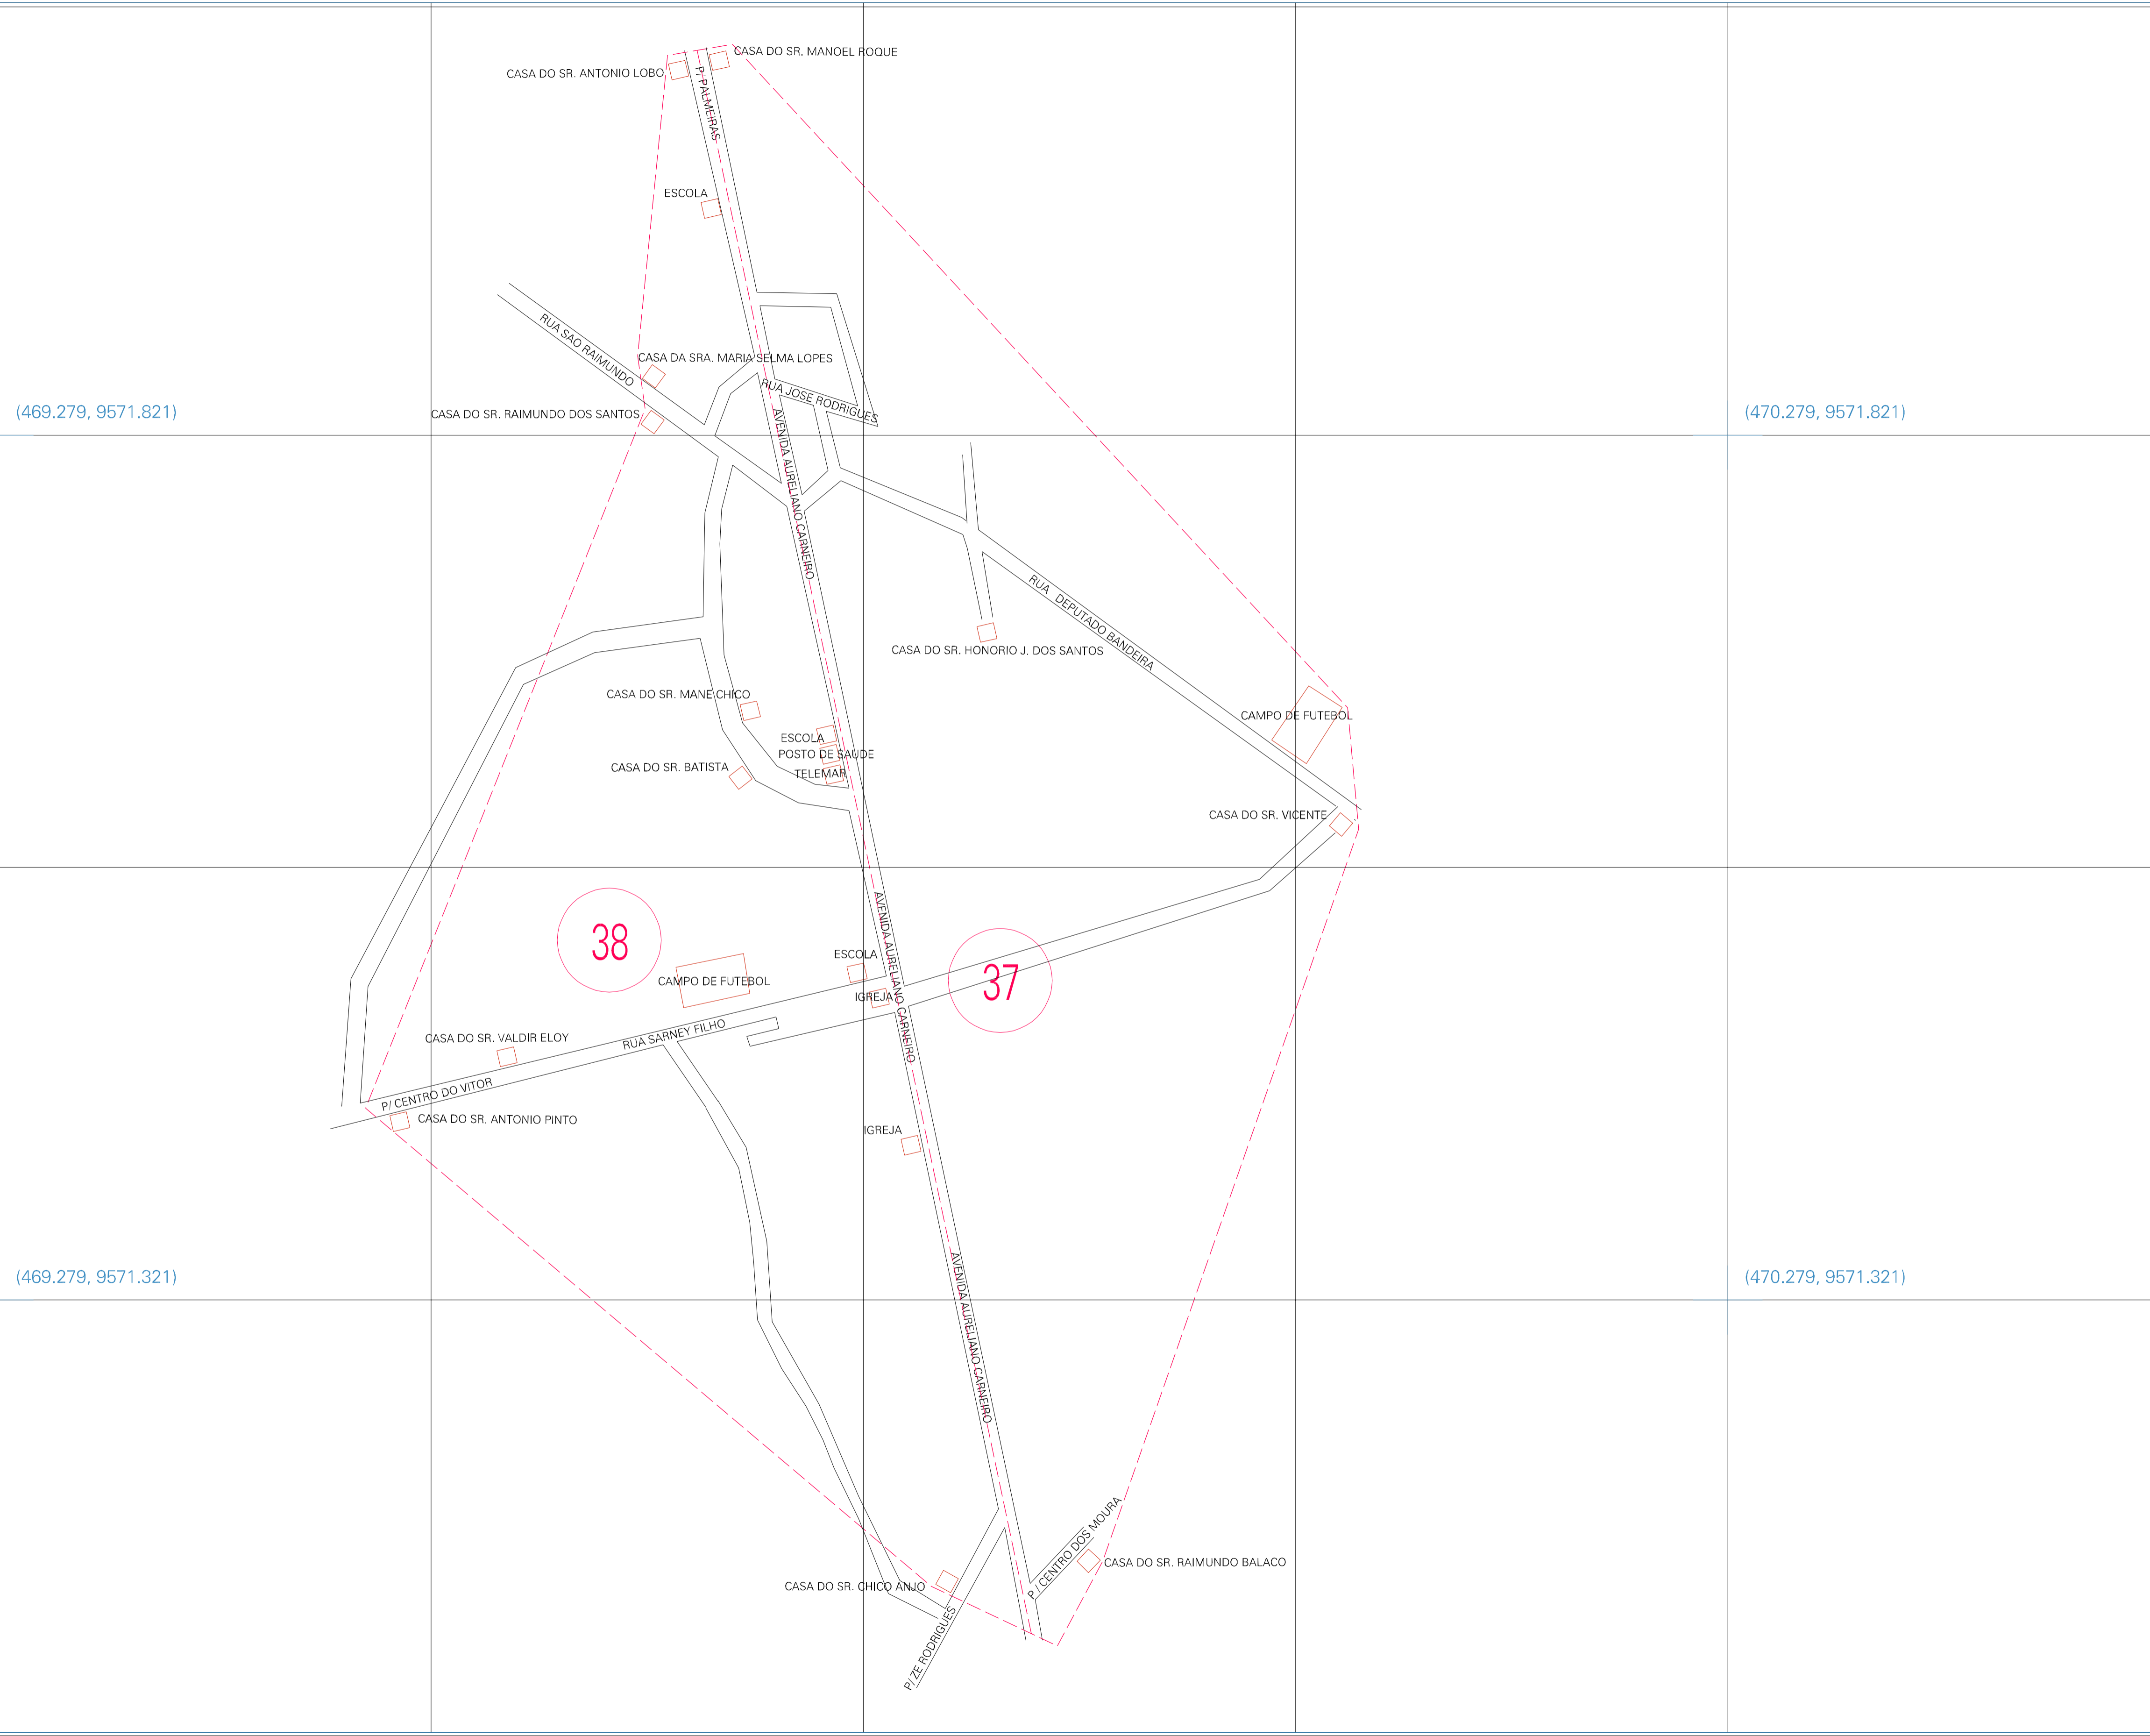 CASA DO SR. MANOEL ROQUE
CASA DO SR. ANTONIO LOBO
P/ PALMEIRAS
ESCOLA
RUA SAO RAIMUNDO
CASA DA SRA. MARIA SELMA LOPES
RUA JOSE RODRIGUES
(469.279, 9571.821)
CASA DO SR. RAIMUNDO DOS SANTOS
(470.279, 9571.821)
AVENIDA AURELIANO CARNEIRO
RUA DEPUTADO BANDEIRA
CASA DO SR. HONORIO J. DOS SANTOS
CASA DO SR. MANE CHICO
CAMPO DE FUTEBOL
ESCOLA
POSTO DE SAUDE
CASA DO SR. BATISTA
TELEMAR
CASA DO SR. VICENTE
38
AVENIDA AURELIANO CARNEIRO
ESCOLA
37
CAMPO DE FUTEBOL
IGREJA
RUA SARNEY FILHO
CASA DO SR. VALDIR ELOY
P/ CENTRO DO VITOR
CASA DO SR. ANTONIO PINTO
IGREJA
(469.279, 9571.321)
(470.279, 9571.321)
AVENIDA AURELIANO CARNEIRO
P/ CENTRO DOS MOURA
CASA DO SR. RAIMUNDO BALACO
CASA DO SR. CHICO ANJO
P/ ZE RODRIGUES